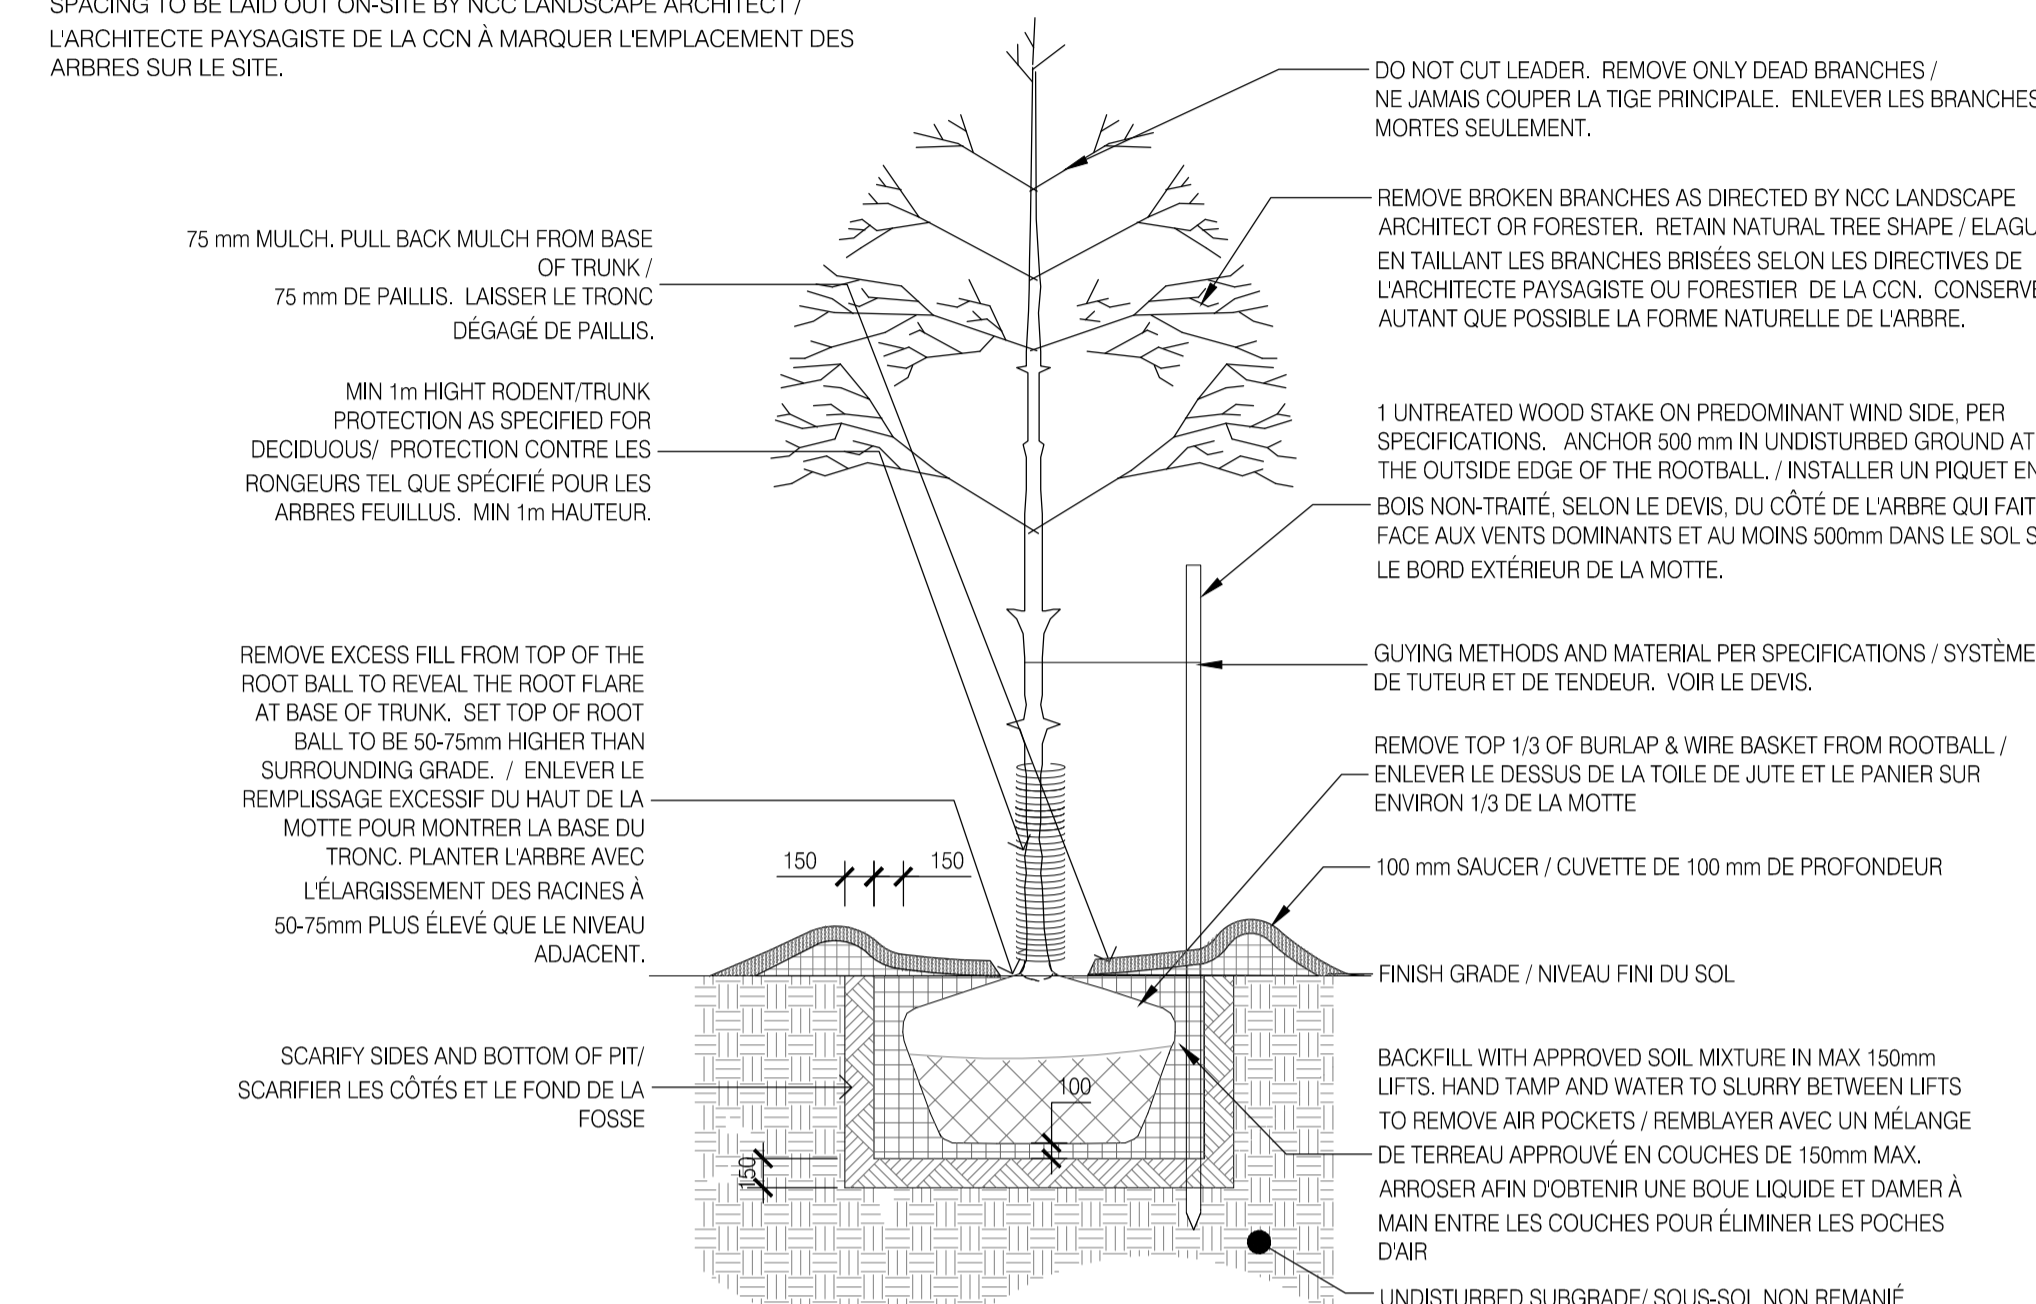 SPACING TO BE LAID OUT ON-SITE BY NCC LANDSCAPE ARCHITECT /
L'ARCHITECTE PAYSAGISTE DE LA CCN À MARQUER L'EMPLACEMENT DES
ARBRES SUR LE SITE.
75 mm MULCH. PULL BACK MULCH FROM BASE
OF TRUNK /
75 mm DE PAILLIS. LAISSER LE TRONC
DÉGAGÉ DE PAILLIS.
MIN 1m HIGHT RODENT/TRUNK
PROTECTION AS SPECIFIED FOR
DECIDUOUS/ PROTECTION CONTRE LES
RONGEURS TEL QUE SPÉCIFIÉ POUR LES
ARBRES FEUILLUS. MIN 1m HAUTEUR.
REMOVE EXCESS FILL FROM TOP OF THE
ROOT BALL TO REVEAL THE ROOT FLARE
AT BASE OF TRUNK. SET TOP OF ROOT
BALL TO BE 50-75mm HIGHER THAN
SURROUNDING GRADE. / ENLEVER LE
REMPLISSAGE EXCESSIF DU HAUT DE LA
MOTTE POUR MONTRER LA BASE DU
TRONC. PLANTER L'ARBRE AVEC
L'ÉLARGISSEMENT DES RACINES À
50-75mm PLUS ÉLEVÉ QUE LE NIVEAU
ADJACENT.
SCARIFY SIDES AND BOTTOM OF PIT/
SCARIFIER LES CÔTÉS ET LE FOND DE LA
FOSSE
150
150
100
150
DO NOT CUT LEADER. REMOVE ONLY DEAD BRANCHES /
NE JAMAIS COUPER LA TIGE PRINCIPALE. ENLEVER LES BRANCHES
MORTES SEULEMENT.
REMOVE BROKEN BRANCHES AS DIRECTED BY NCC LANDSCAPE
ARCHITECT OR FORESTER. RETAIN NATURAL TREE SHAPE / ELAGU
EN TAILLANT LES BRANCHES BRISÉES SELON LES DIRECTIVES DE
L'ARCHITECTE PAYSAGISTE OU FORESTIER DE LA CCN. CONSERVE
AUTANT QUE POSSIBLE LA FORME NATURELLE DE L'ARBRE.
1 UNTREATED WOOD STAKE ON PREDOMINANT WIND SIDE, PER
SPECIFICATIONS. ANCHOR 500 mm IN UNDISTURBED GROUND AT
THE OUTSIDE EDGE OF THE ROOTBALL. / INSTALLER UN PIQUET EN
BOIS NON-TRAITÉ, SELON LE DEVIS, DU CÔTÉ DE L'ARBRE QUI FAIT
FACE AUX VENTS DOMINANTS ET AU MOINS 500mm DANS LE SOL S
LE BORD EXTÉRIEUR DE LA MOTTE.
GUYING METHODS AND MATERIAL PER SPECIFICATIONS / SYSTÈME
DE TUTEUR ET DE TENDEUR. VOIR LE DEVIS.
REMOVE TOP 1/3 OF BURLAP & WIRE BASKET FROM ROOTBALL /
ENLEVER LE DESSUS DE LA TOILE DE JUTE ET LE PANIER SUR
ENVIRON 1/3 DE LA MOTTE
100 mm SAUCER / CUVETTE DE 100 mm DE PROFONDEUR
FINISH GRADE / NIVEAU FINI DU SOL
BACKFILL WITH APPROVED SOIL MIXTURE IN MAX 150mm
LIFTS. HAND TAMP AND WATER TO SLURRY BETWEEN LIFTS
TO REMOVE AIR POCKETS / REMBLAYER AVEC UN MÉLANGE
DE TERREAU APPROUVÉ EN COUCHES DE 150mm MAX.
ARROSER AFIN D'OBTENIR UNE BOUE LIQUIDE ET DAMER À
MAIN ENTRE LES COUCHES POUR ÉLIMINER LES POCHES
D'AIR
UNDISTURBED SUBGRADE/ SOUS-SOL NON REMANIÉ